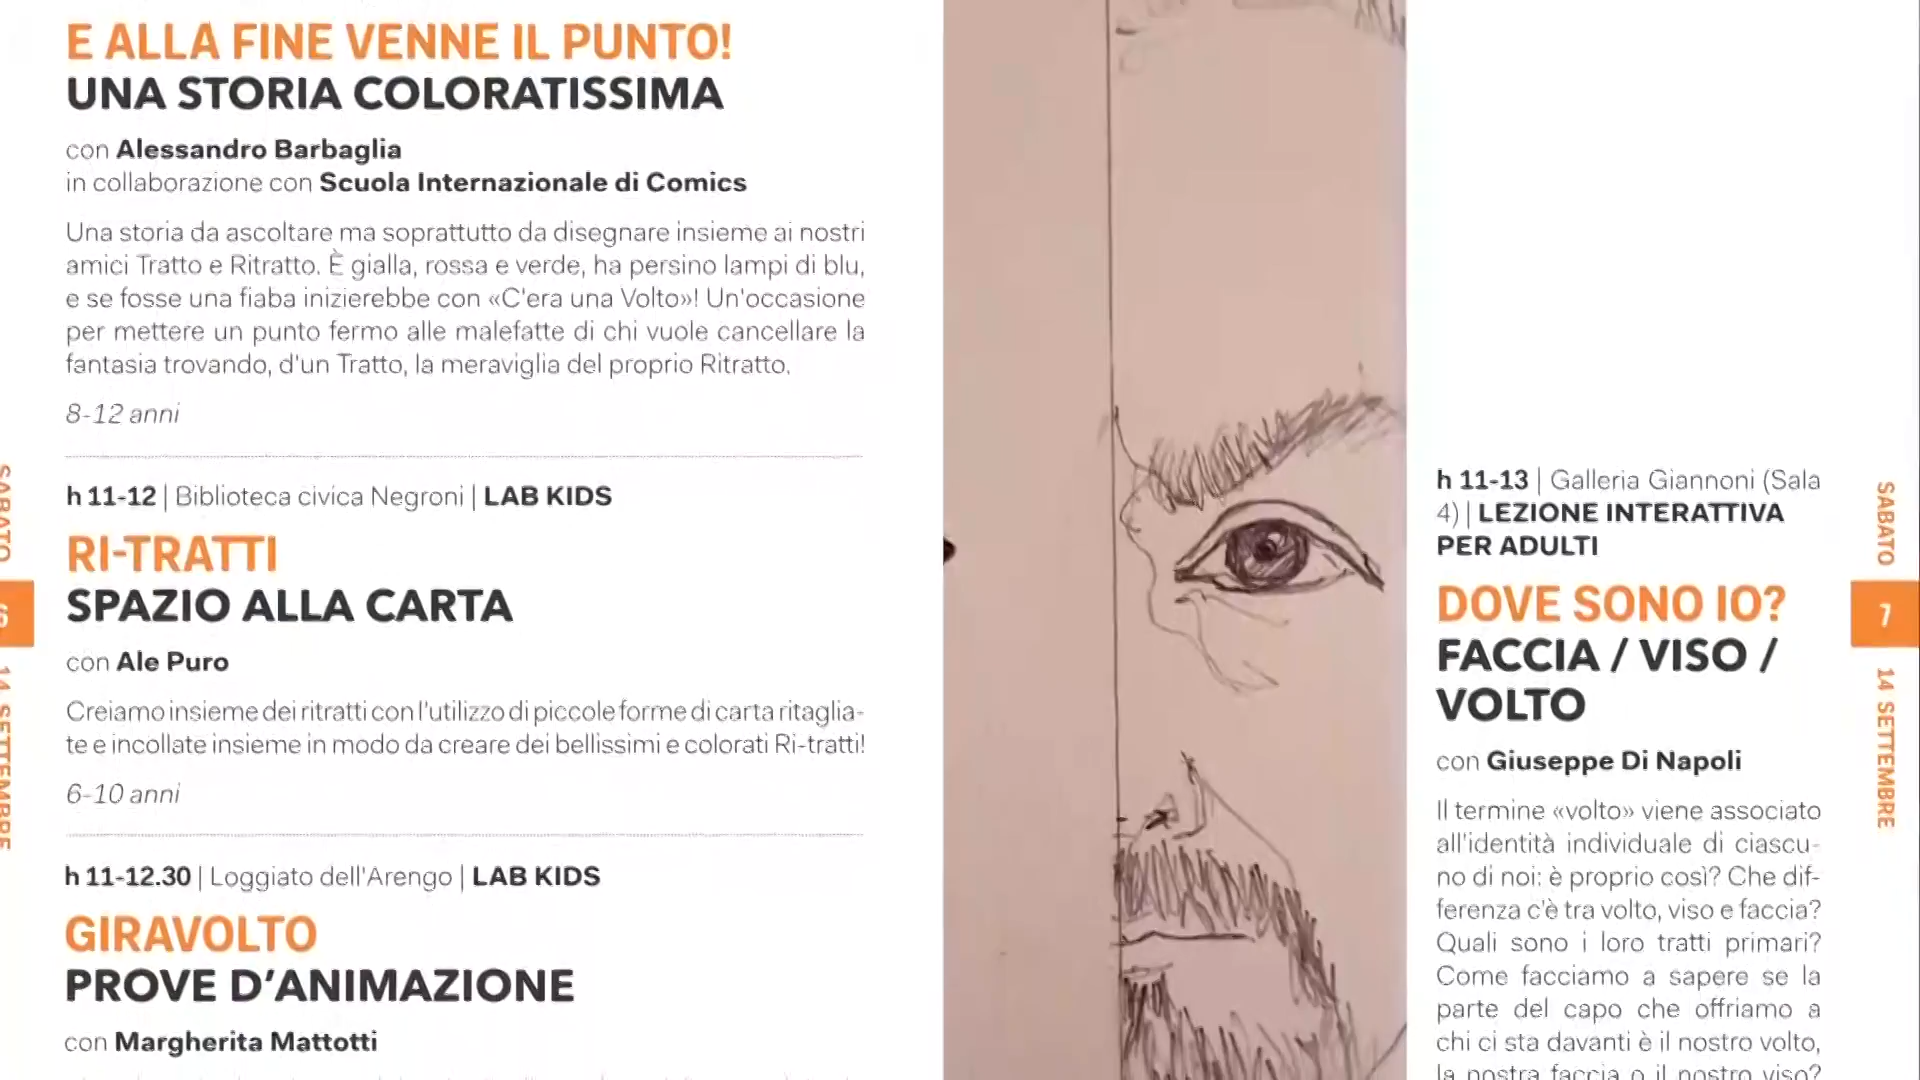 E ALLA FINE VENNE IL PUNTO!
UNA STORIA COLORATISSIMA
con Alessandro Barbaglia
in collaborazione con Scuola Internazionale di Comics
Una storia da ascoltare ma soprattutto da disegnare insieme ai nostri
amici Tratto e Ritratto. È gialla, rossa e verde, ha persino lampi di blu,
e se fosse una fiaba inizierebbe con «C'era una Volto»! Un'occasione
per mettere un punto fermo alle malefatte di chi vuole cancellare la
fantasia trovando, d'un Tratto, la meraviglia del proprio Ritratto.
8-12 anni
h 11-12 | Biblioteca civica Negroni | LAB KIDS
RI-TRATTI
SPAZIO ALLA CARTA
con Ale Puro
Creiamo insieme dei ritratti con l'utilizzo di piccole forme di carta ritaglia-
te e incollate insieme in modo da creare dei bellissimi e colorati Ri-tratti!
6-10 anni
h 11-12.30 | Loggiato dell'Arengo | LAB KIDS
GIRAVOLTO
PROVE D'ANIMAZIONE
con Margherita Mattotti
SABATO
6
14 SETTEMBRE
h 11-13 | Galleria Giannoni (Sala
4) | LEZIONE INTERATTIVA
PER ADULTI
DOVE SONO IO?
FACCIA / VISO /
VOLTO
con Giuseppe Di Napoli
Il termine «volto» viene associato
all'identità individuale di ciascu-
no di noi: è proprio così? Che dif-
ferenza c'è tra volto, viso e faccia?
Quali sono i loro tratti primari?
Come facciamo a sapere se la
parte del capo che offriamo a
chi ci sta davanti è il nostro volto,
la nostra faccia o il nostro viso?
SABATO
7
14 SETTEMBRE